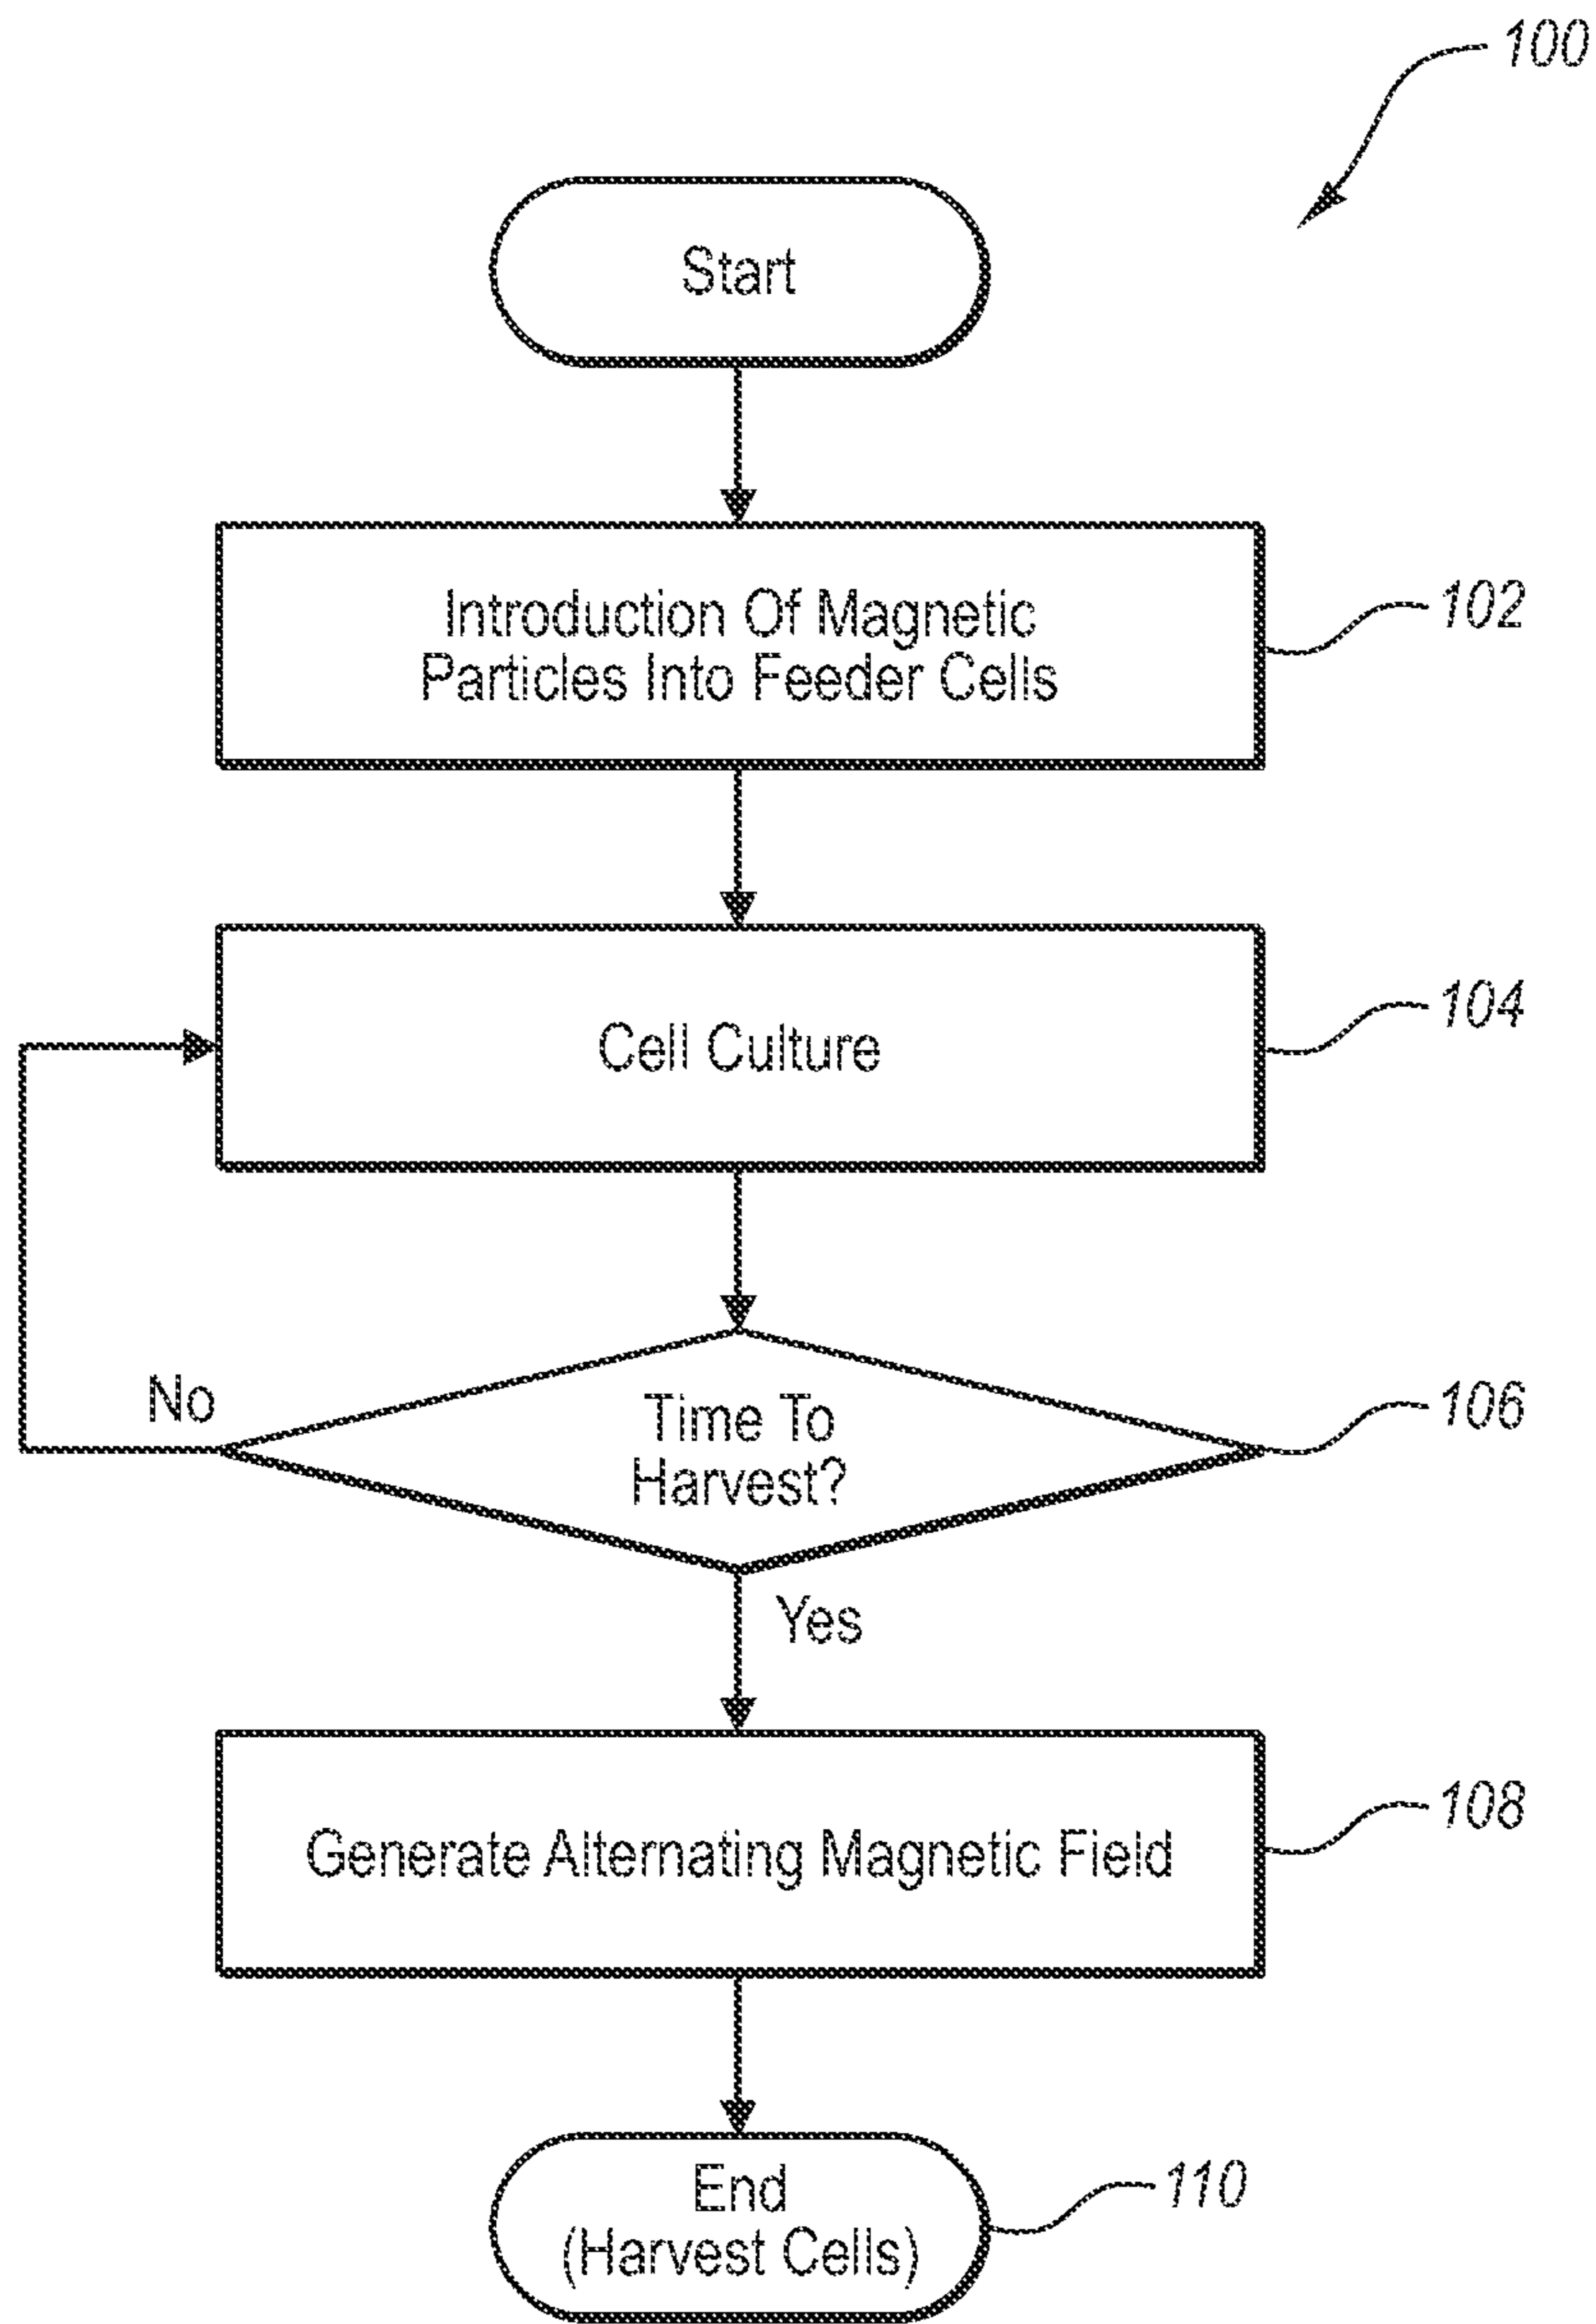 100
Start
Introduction Of Magnetic
Particles Into Feeder Cells
102
Cell Culture
104
Time To
Harvest?
106
No
Yes
Generate Alternating Magnetic Field
108
End
(Harvest Cells)
110